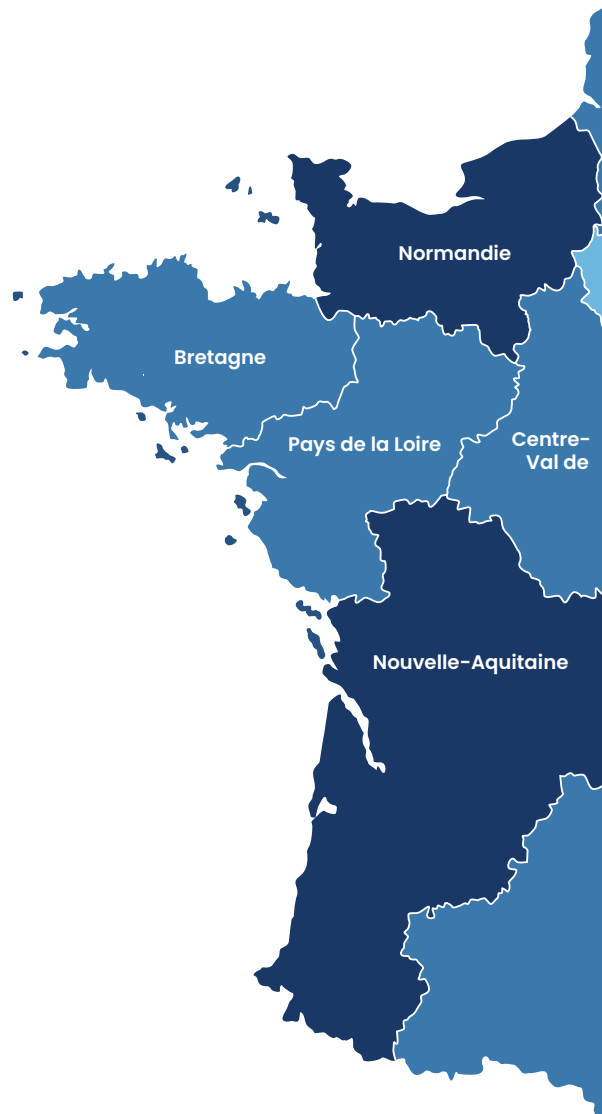 Normandie
Bretagne
Pays de la Loire
Centre-
Val de
Nouvelle-Aquitaine